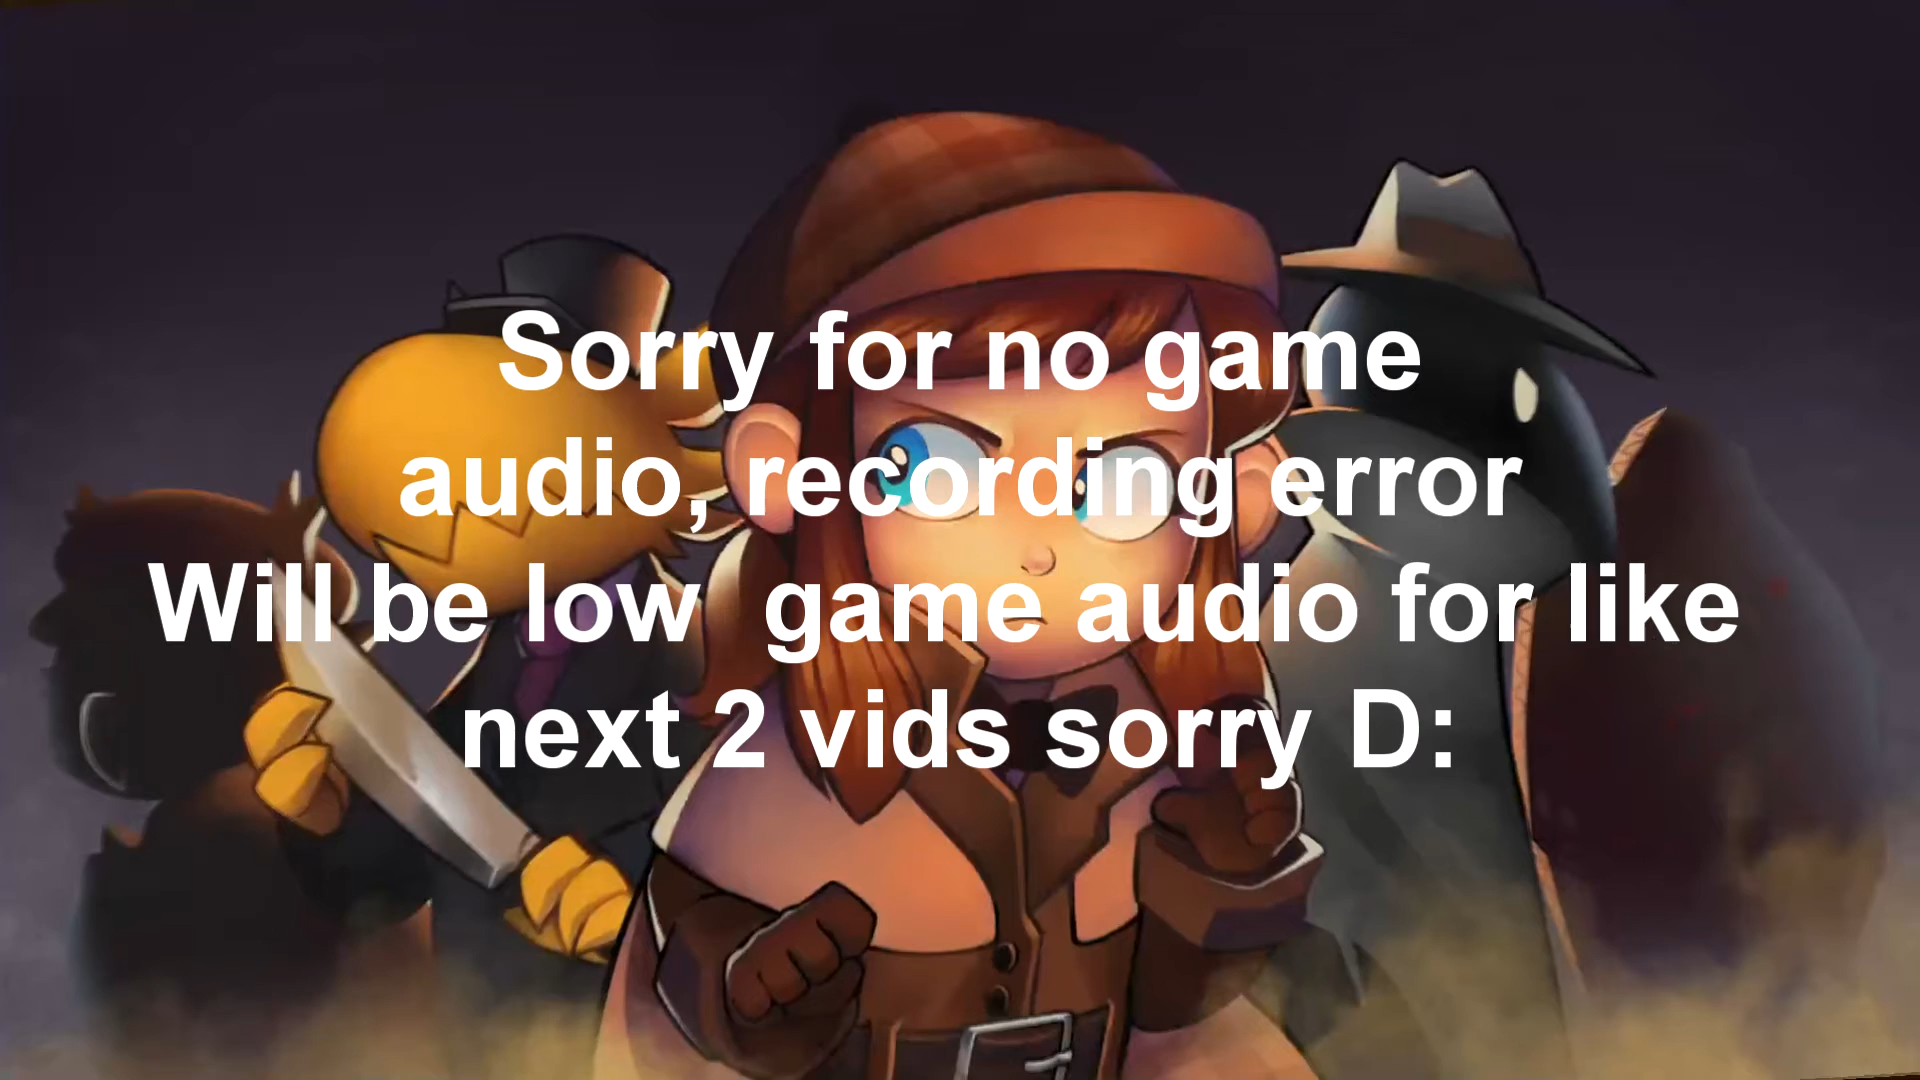 Sorry for no game
audio, recording error
Will be low  game audio for like
next 2 vids sorry D: